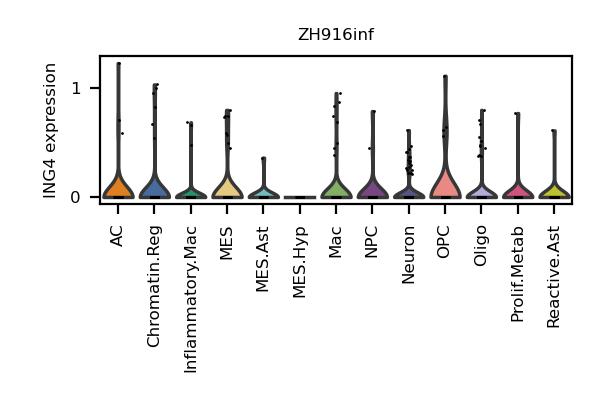 ZH916inf
ING4 expression
1
0
AC
Chromatin.Reg
Inflammatory.Mac
MES
MES.Ast
MES.Hyp
Mac
NPC
Neuron
OPC
Oligo
Prolif.Metab
Reactive.Ast